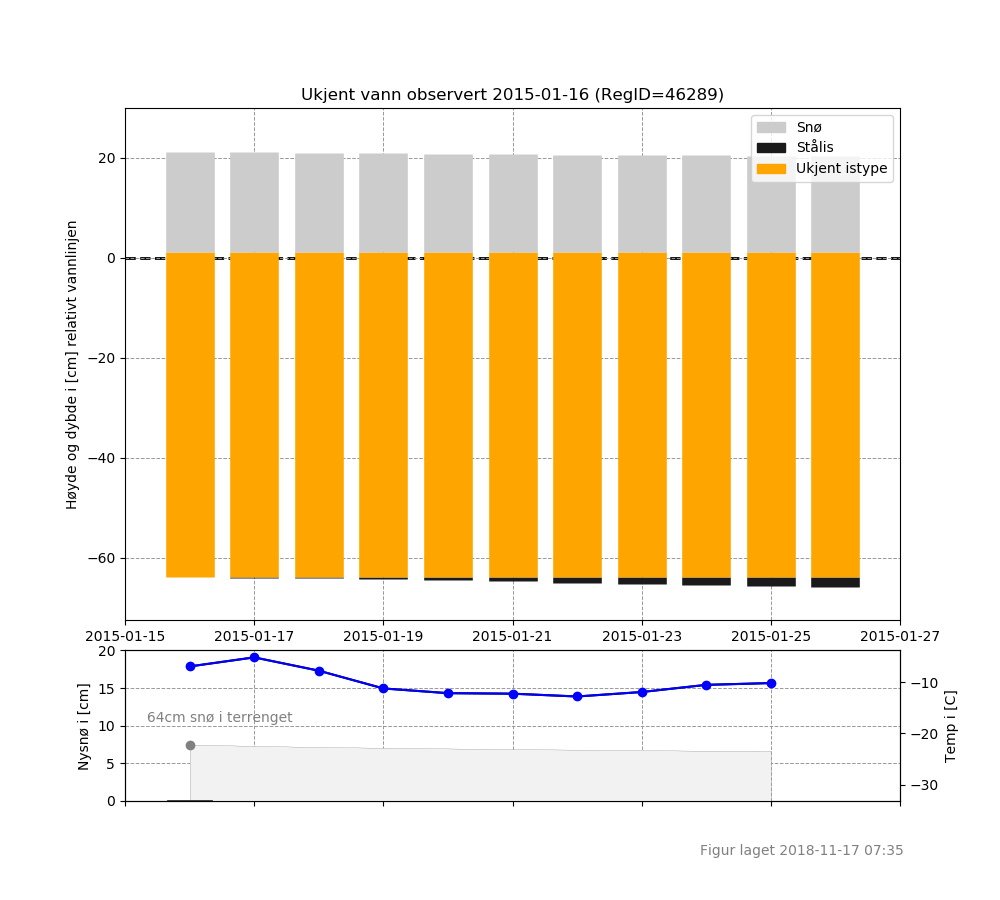 Ukjent vann observert 2015-01-16 (RegID=46289)
Snø
Stålis
Ukjent istype
Høyde og dybde i [cm] relativt vannlinjen
20
0
−20
−40
−60
2015-01-15 2015-01-17 2015-01-19 2015-01-21 2015-01-23 2015-01-25 2015-01-27
Nysnø i [cm]
20
15
10
5
0
64cm snø i terrenget
−10
−20
−30
Temp i [C]
Figur laget 2018-11-17 07:35